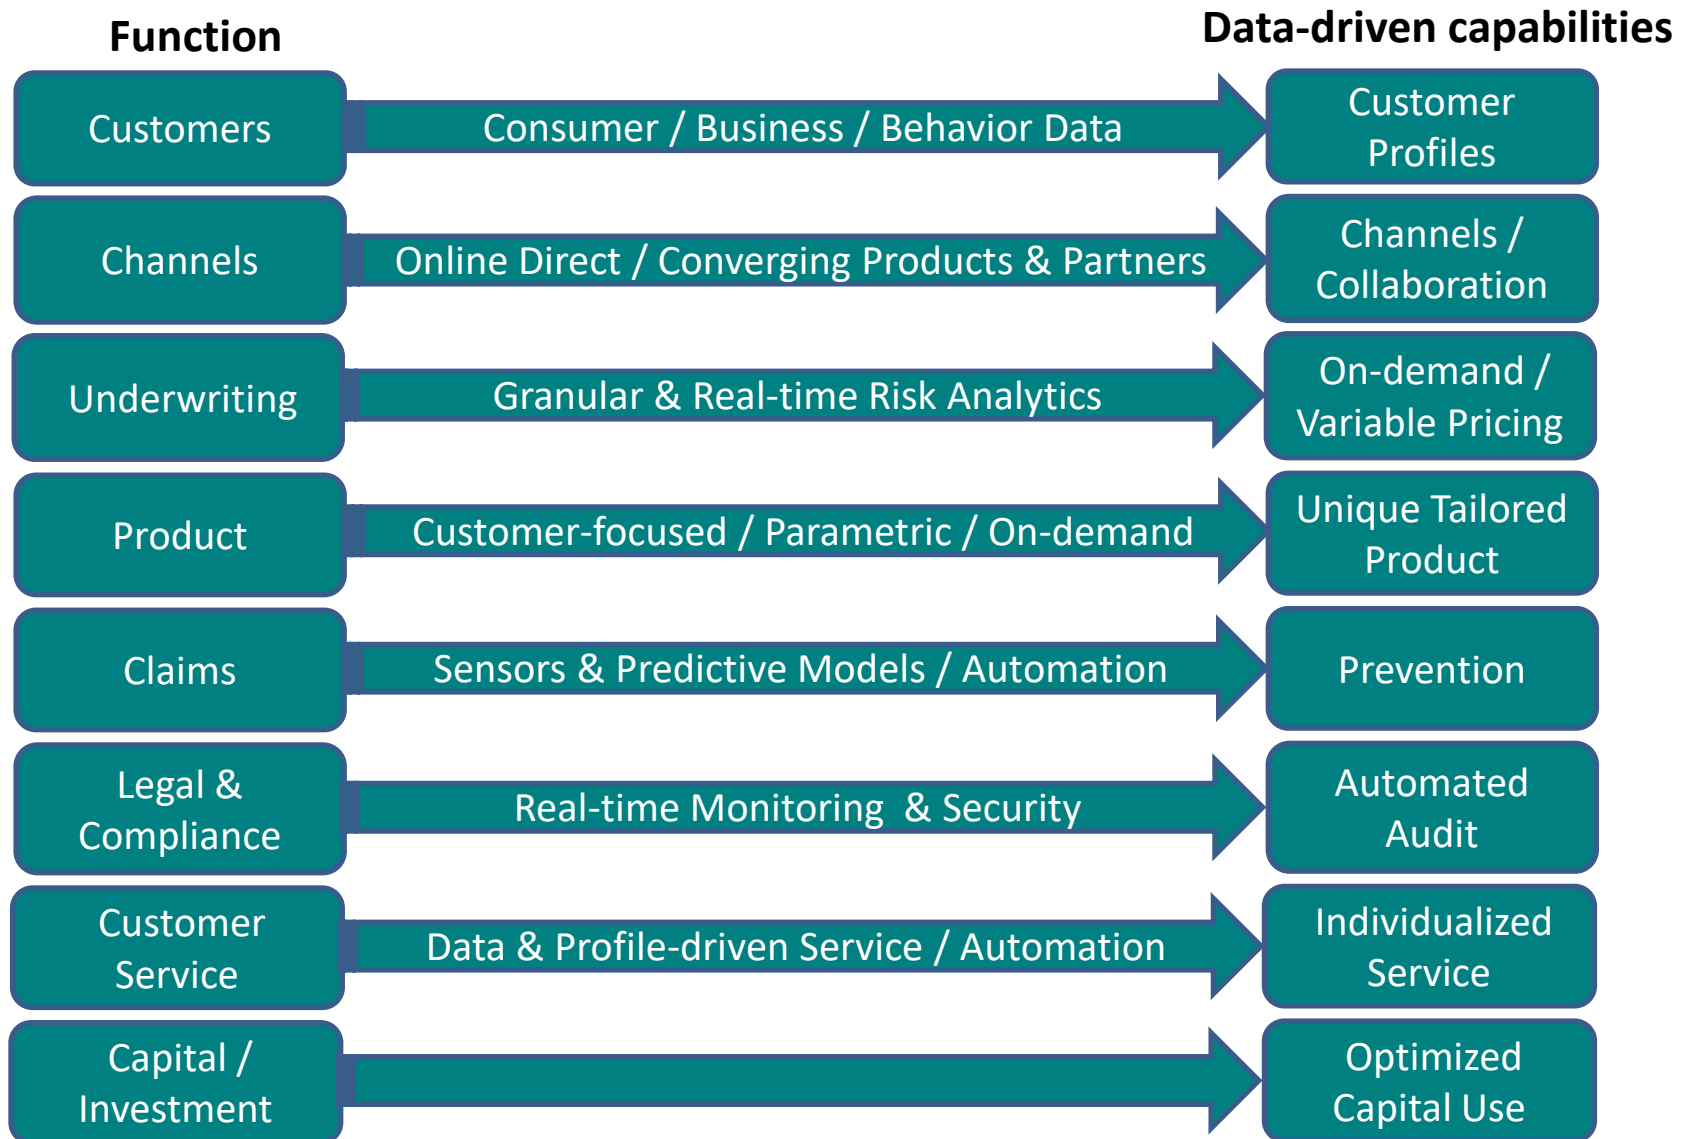 Function
Data-driven capabilities
Customers
Consumer / Business / Behavior Data
Customer
Profiles
Channels
Online Direct / Converging Products & Partners
Channels /
Collaboration
Underwriting
Granular & Real-time Risk Analytics
On-demand /
Variable Pricing
Product
Customer-focused / Parametric / On-demand
Unique Tailored
Product
Claims
Sensors & Predictive Models / Automation
Prevention
Legal &
Compliance
Real-time Monitoring  & Security
Automated
Audit
Customer
Service
Data & Profile-driven Service / Automation
Individualized
Service
Capital /
Investment
Optimized
Capital Use